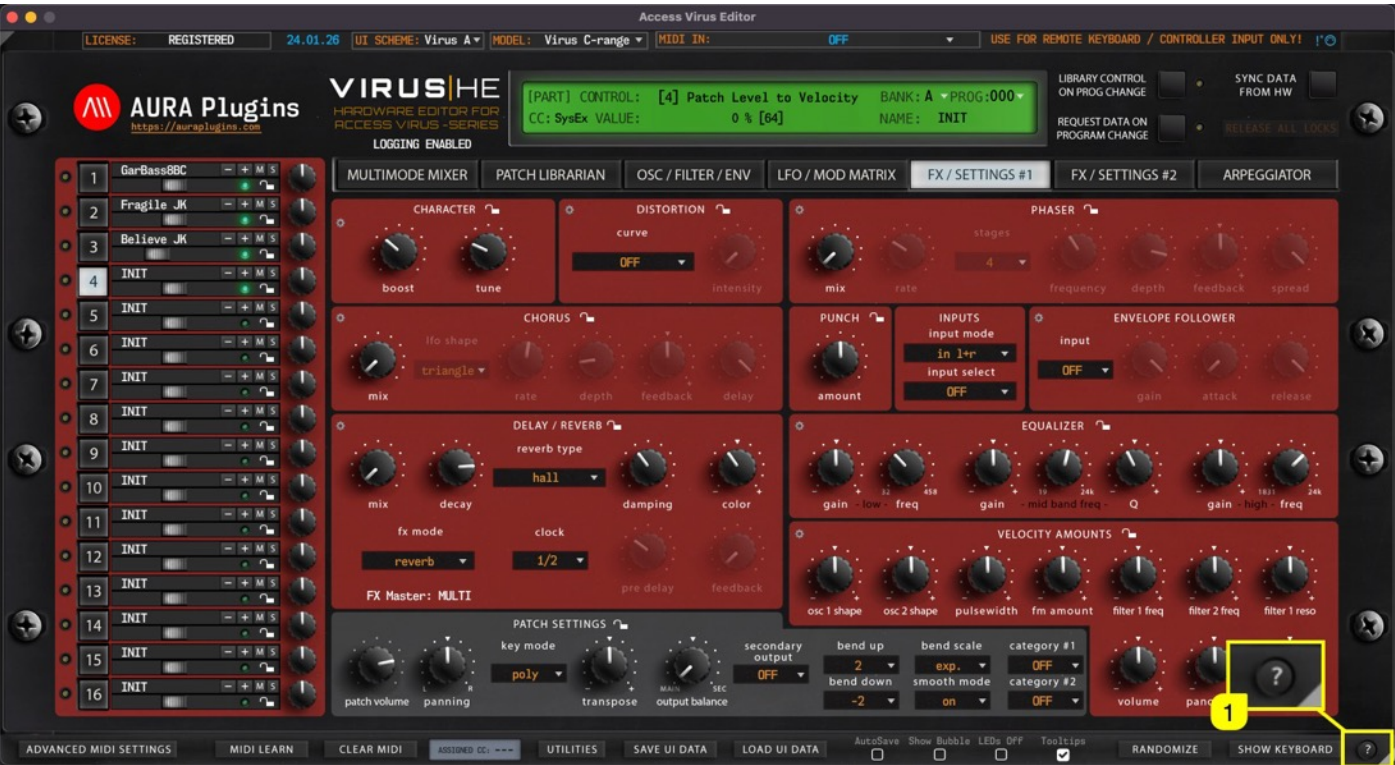 Access Virus Editor
LICENSE: REGISTERED 24.01.26 UI SCHEME: Virus A MODEL: Virus C-range MIDI IN: OFF USE FOR REMOTE KEYBOARD / CONTROLLER INPUT ONLY!
AURA Plugins
https://auraplugins.com
VIRUS|HE
HARDWARE EDITOR FOR
ACCESS VIRUS -SERIES
LOGGING ENABLED
[PART] CONTROL: [4] Patch Level to Velocity BANK: A PROG:000
CC: SysEx VALUE: 0 % [64] NAME: INIT
LIBRARY CONTROL
ON PROG CHANGE
SYNC DATA
FROM HW
REQUEST DATA ON
PROGRAM CHANGE
RELEASE ALL LOCKS
MULTIMODE MIXER PATCH LIBRARIAN OSC / FILTER / ENV LFO / MOD MATRIX FX / SETTINGS #1 FX / SETTINGS #2 ARPEGGIATOR
1 GarBass8BC - + M S
2 Fragile JK - + M S
3 Believe JK - + M S
4 INIT - + M S
5 INIT - + M S
6 INIT - + M S
7 INIT - + M S
8 INIT - + M S
9 INIT - + M S
10 INIT - + M S
11 INIT - + M S
12 INIT - + M S
13 INIT - + M S
14 INIT - + M S
15 INIT - + M S
16 INIT - + M S
CHARACTER
boost tune
DISTORTION
curve
OFF
intensity
PHASER
stages
4
mix rate frequency depth feedback spread
CHORUS
lfo shape
triangle
mix rate depth feedback delay
PUNCH
amount
INPUTS
input mode
in l+r
input select
OFF
ENVELOPE FOLLOWER
input
OFF
gain attack release
DELAY / REVERB
reverb type
hall
mix decay damping color
fx mode clock
reverb 1/2
pre delay feedback
FX Master: MULTI
EQUALIZER
32 458 19 24k 1831 24k
gain - low - freq gain - mid band freq - Q gain - high - freq
VELOCITY AMOUNTS
osc 1 shape osc 2 shape pulsewidth fm amount filter 1 freq filter 2 freq filter 1 reso
volume
PATCH SETTINGS
key mode
poly
L R
MAIN SEC
patch volume panning transpose output balance
secondary
output
OFF
bend up bend scale category #1
2 exp. OFF
bend down smooth mode category #2
-2 on OFF
?
1
ADVANCED MIDI SETTINGS MIDI LEARN CLEAR MIDI ASSIGNED CC: --- UTILITIES SAVE UI DATA LOAD UI DATA AutoSave Show Bubble LEDs Off Tooltips RANDOMIZE SHOW KEYBOARD ?